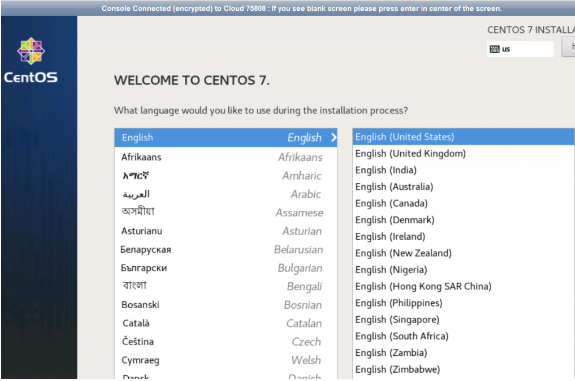 Console Connected (encrypted) to Cloud 75808 : If you see blank screen please press enter in center of the screen.
CENTOS 7 INSTALLA
us
H
CentOS
WELCOME TO CENTOS 7.
What language would you like to use during the installation process?
English English
Afrikaans Afrikaans
አማርኛ Amharic
العربية Arabic
অসমীয়া Assamese
Asturianu Asturian
Беларуская Belarusian
Български Bulgarian
বাংলা Bengali
Bosanski Bosnian
Català Catalan
Čeština Czech
Cymraeg Welsh
Dansk Danish
English (United States)
English (United Kingdom)
English (India)
English (Australia)
English (Canada)
English (Denmark)
English (Ireland)
English (New Zealand)
English (Nigeria)
English (Hong Kong SAR China)
English (Philippines)
English (Singapore)
English (South Africa)
English (Zambia)
English (Zimbabwe)